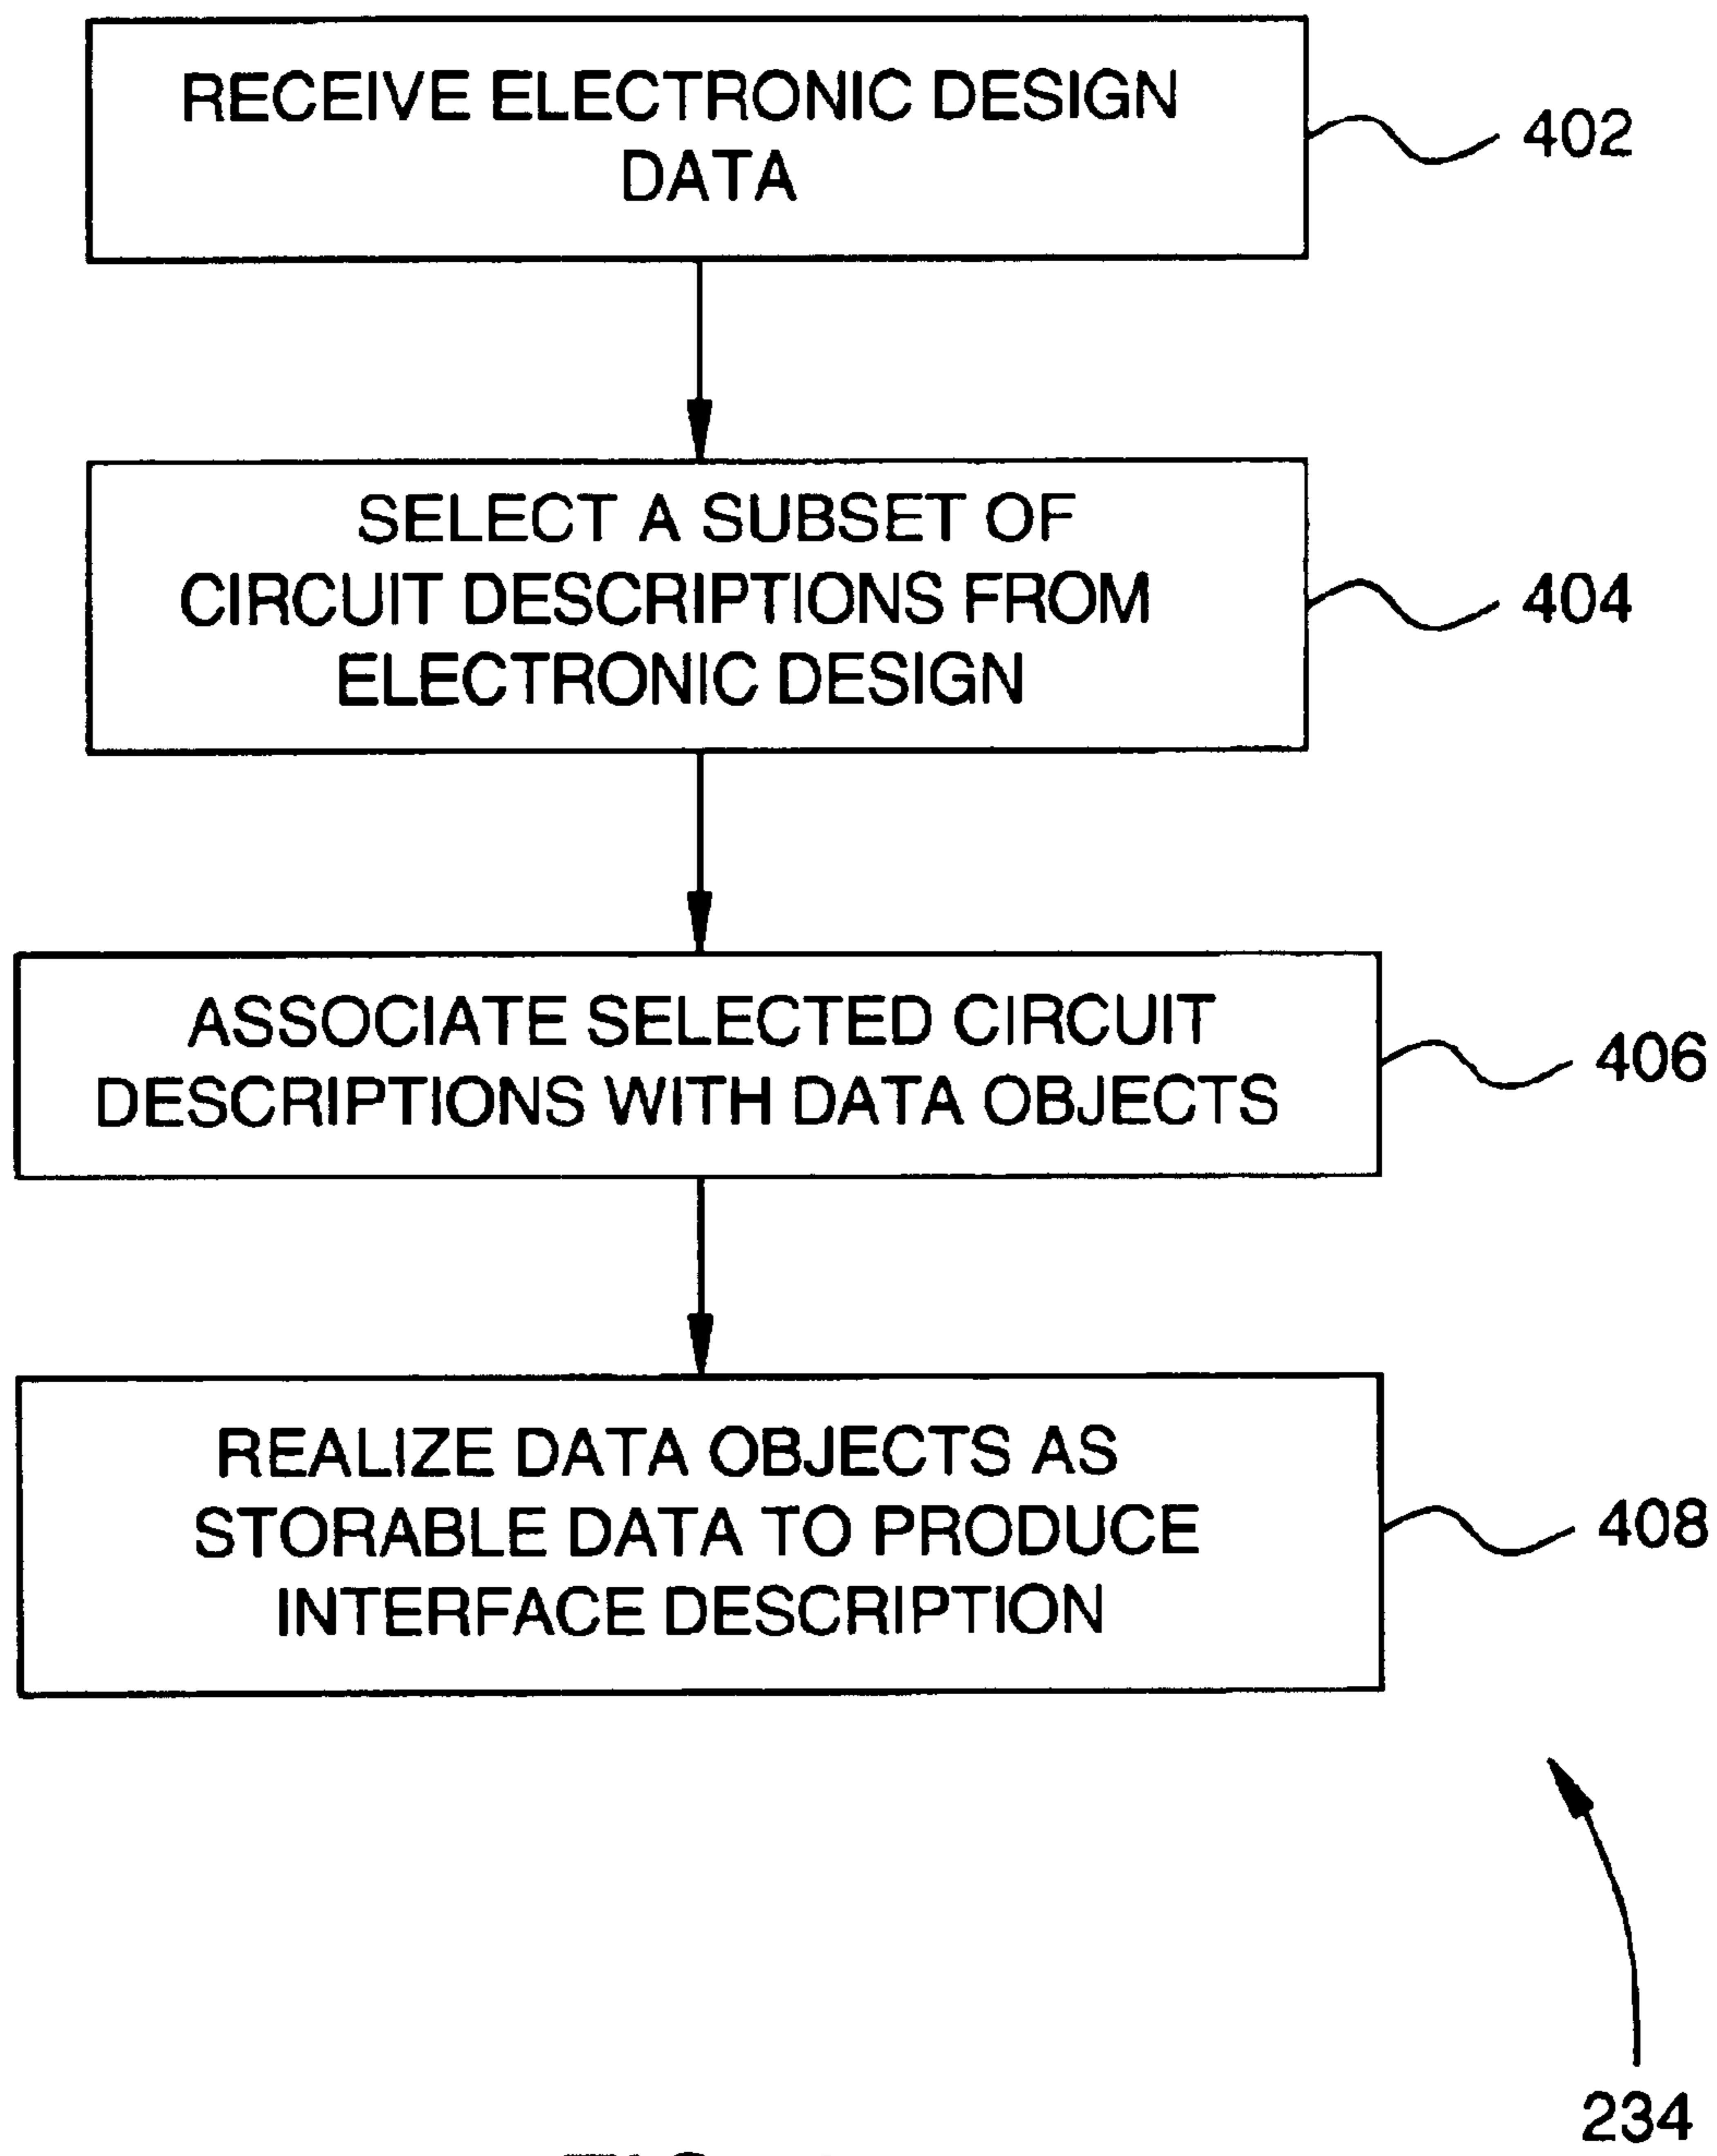 RECEIVE ELECTRONIC DESIGN
DATA
402
SELECT A SUBSET OF
CIRCUIT DESCRIPTIONS FROM
ELECTRONIC DESIGN
404
ASSOCIATE SELECTED CIRCUIT
DESCRIPTIONS WITH DATA OBJECTS
406
REALIZE DATA OBJECTS AS
STORABLE DATA TO PRODUCE
INTERFACE DESCRIPTION
408
234